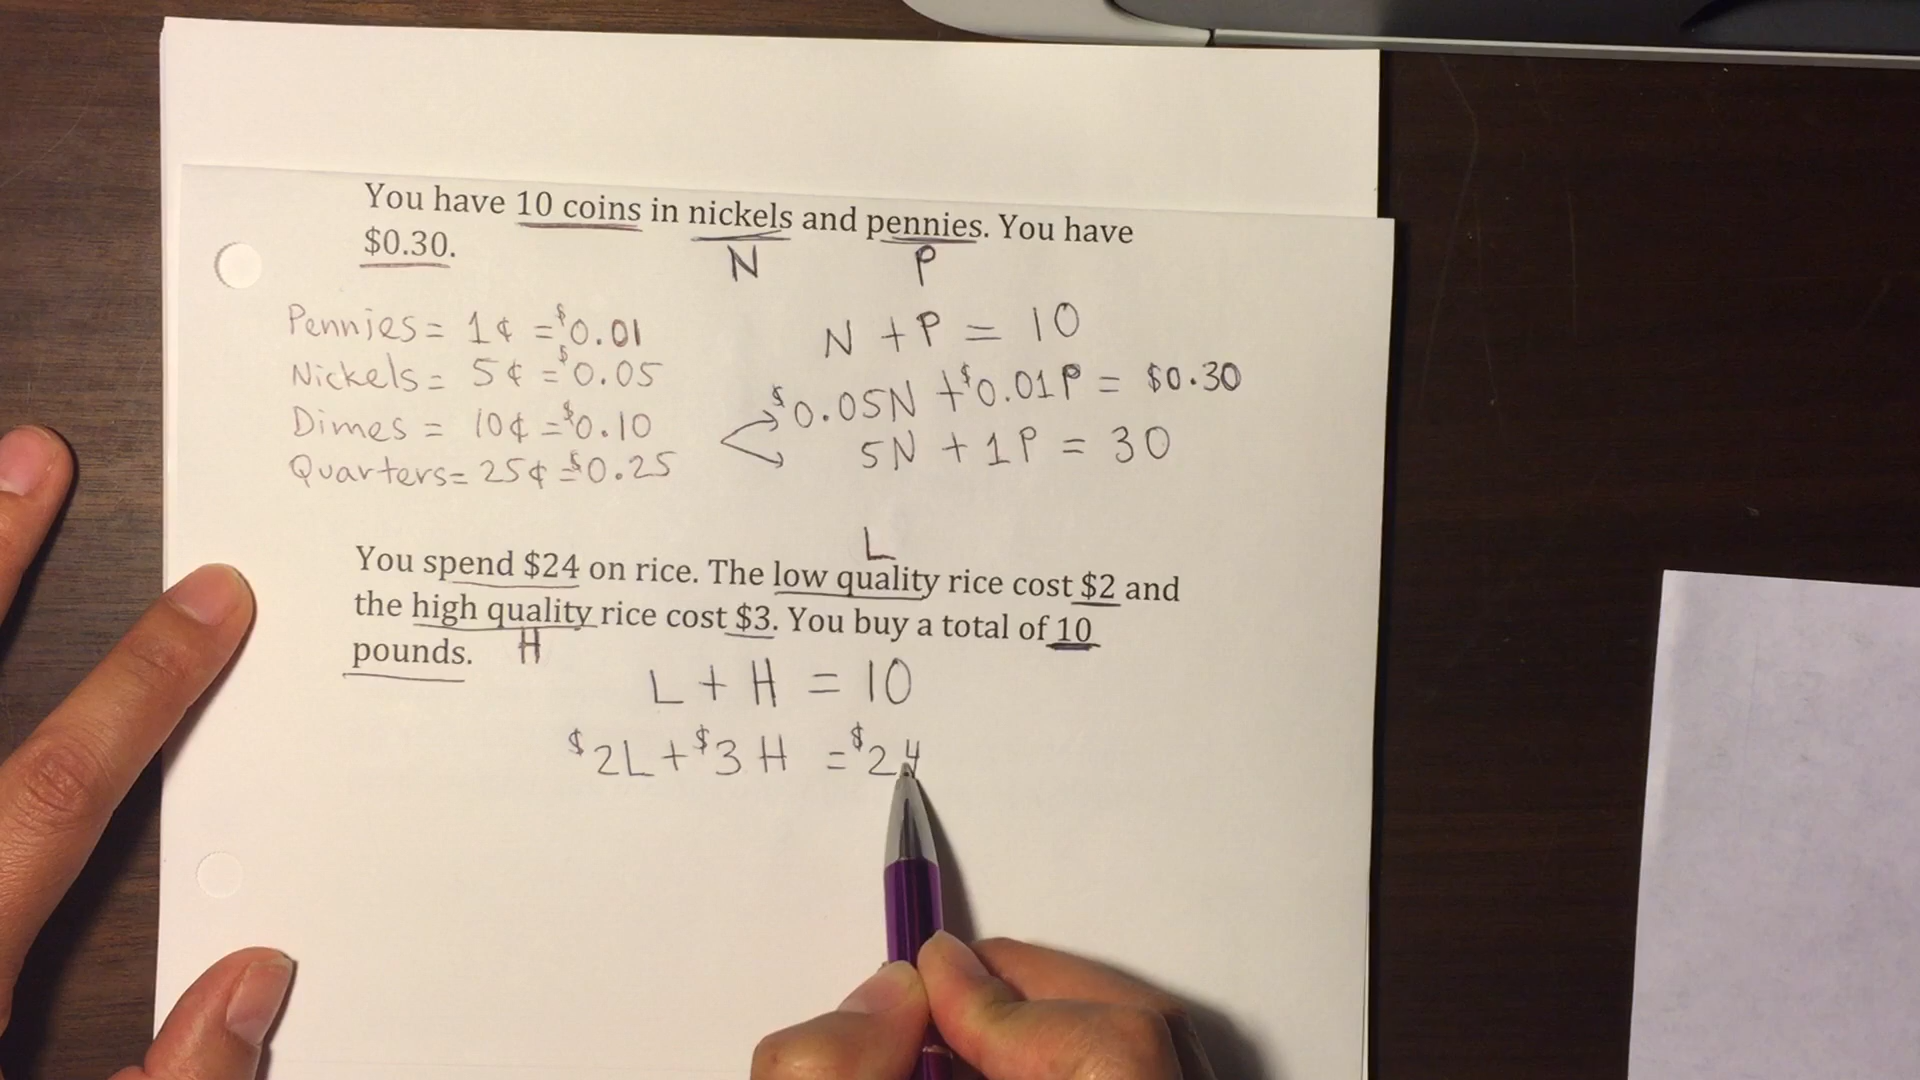 You have 10 coins in nickels and pennies. You have
$0.30.
N P
Pennies = 1¢ = $0.01
Nickels = 5¢ = $0.05
Dimes = 10¢ = $0.10
Quarters = 25¢ = $0.25
N + P = 10
$0.05N + $0.01P = $0.30
5N + 1P = 30
L
You spend $24 on rice. The low quality rice cost $2 and
the high quality rice cost $3. You buy a total of 10
pounds.
H
L + H = 10
$2L + $3H = $24